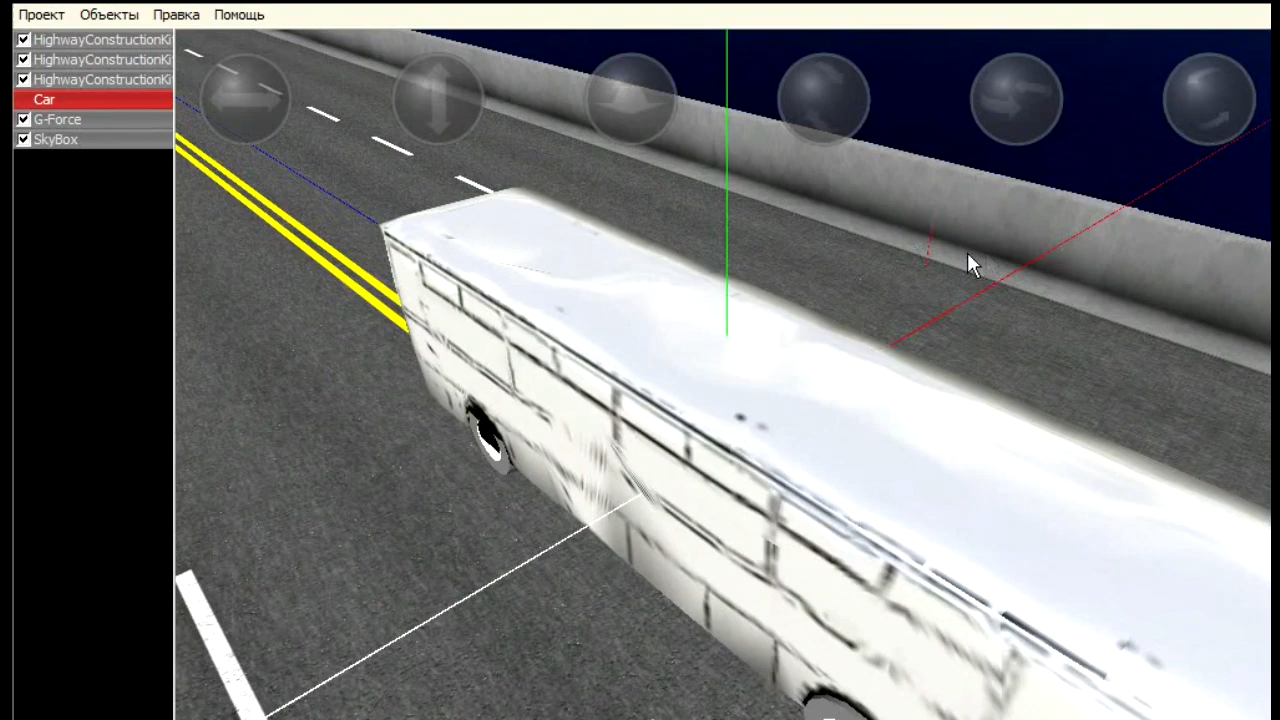 Проект Объекты Правка Помощь
HighwayConstructionKi
HighwayConstructionKi
HighwayConstructionKi
Car
G-Force
SkyBox